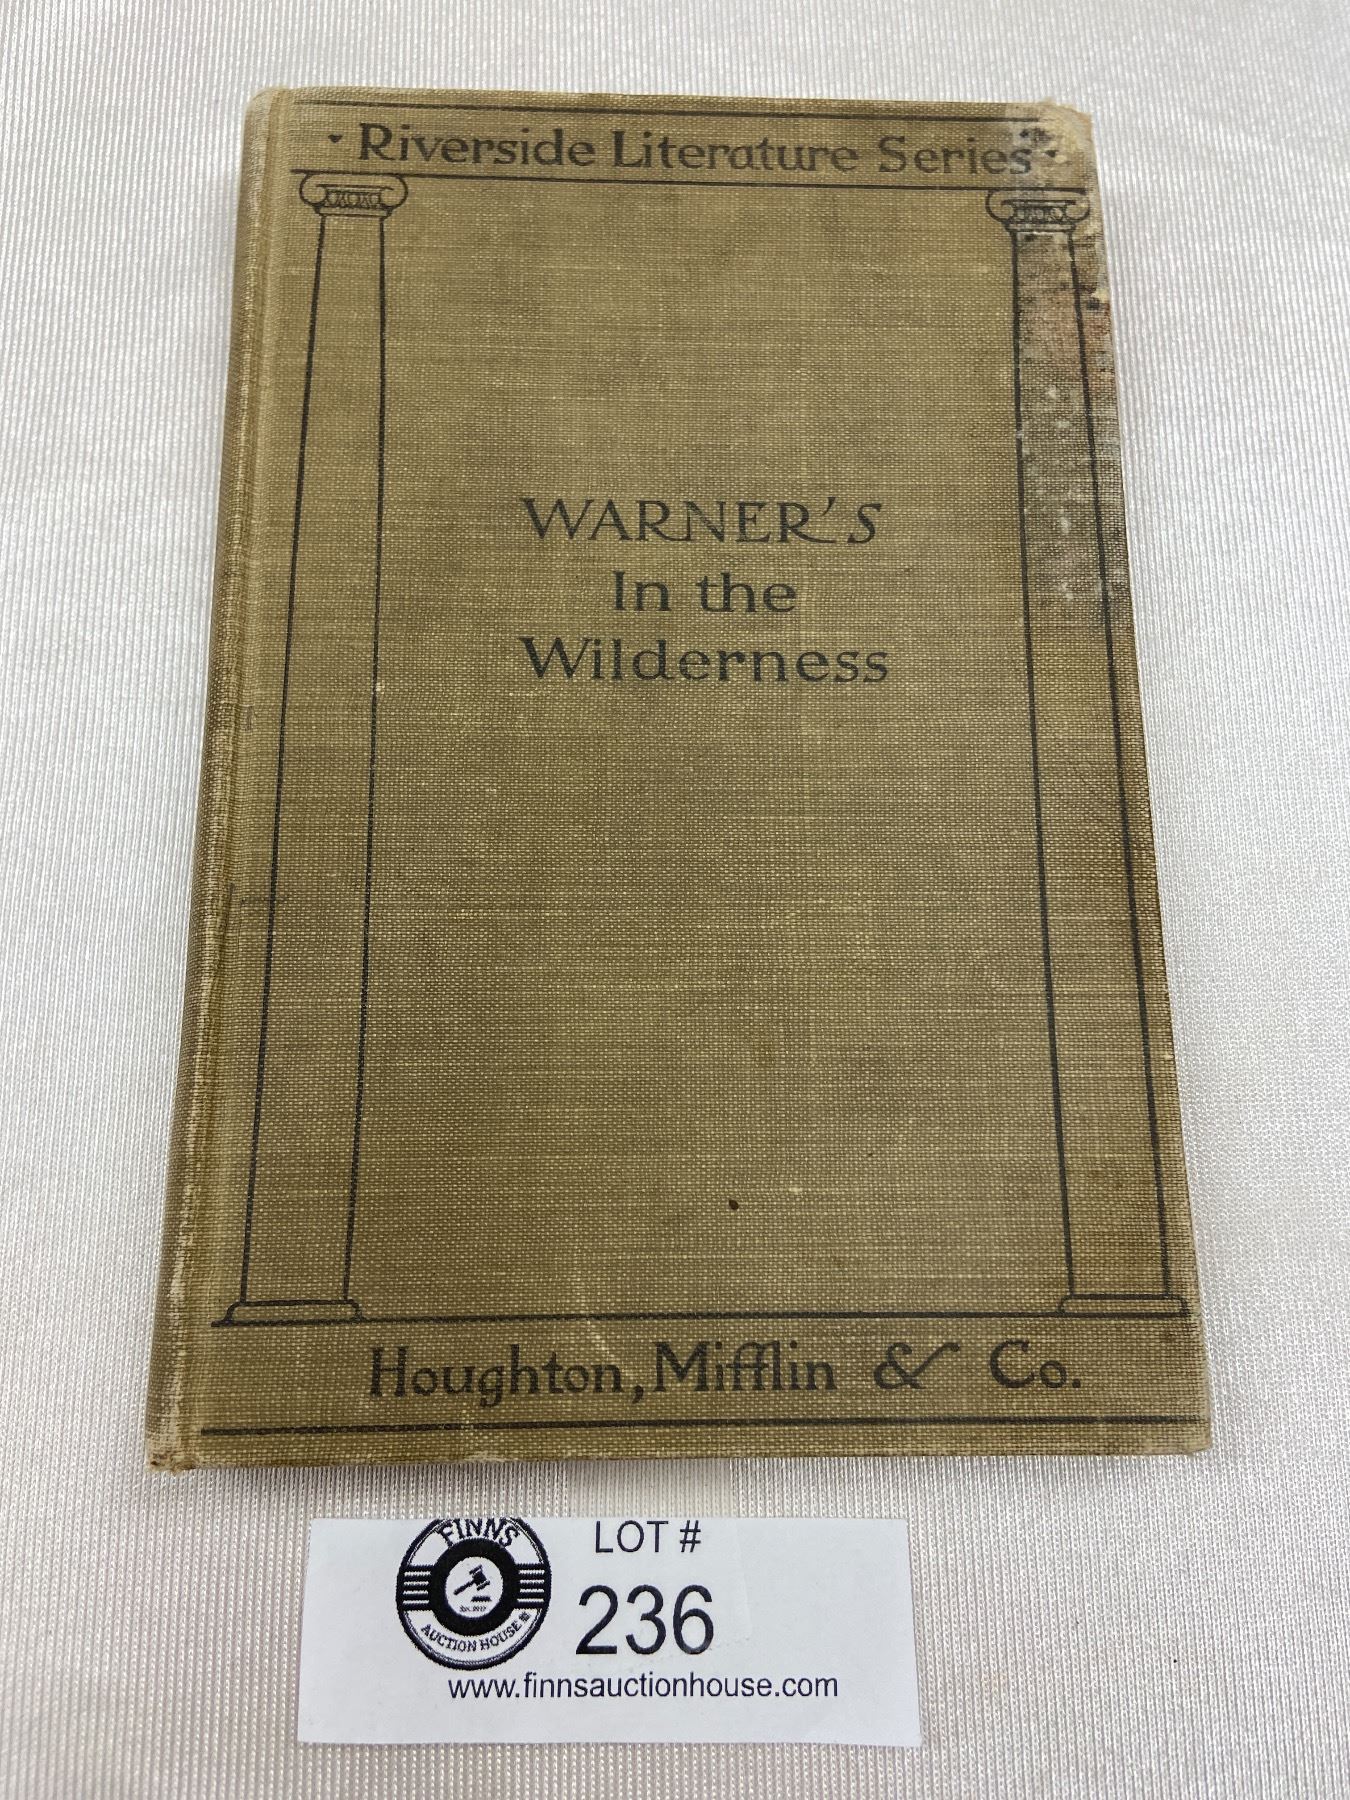 Riverside Literature Series
WARNER'S
In the
Wilderness
Houghton, Mifflin & Co.
FINNS
AUCTION HOUSE
LOT #
236
www.finnsauctionhouse.com